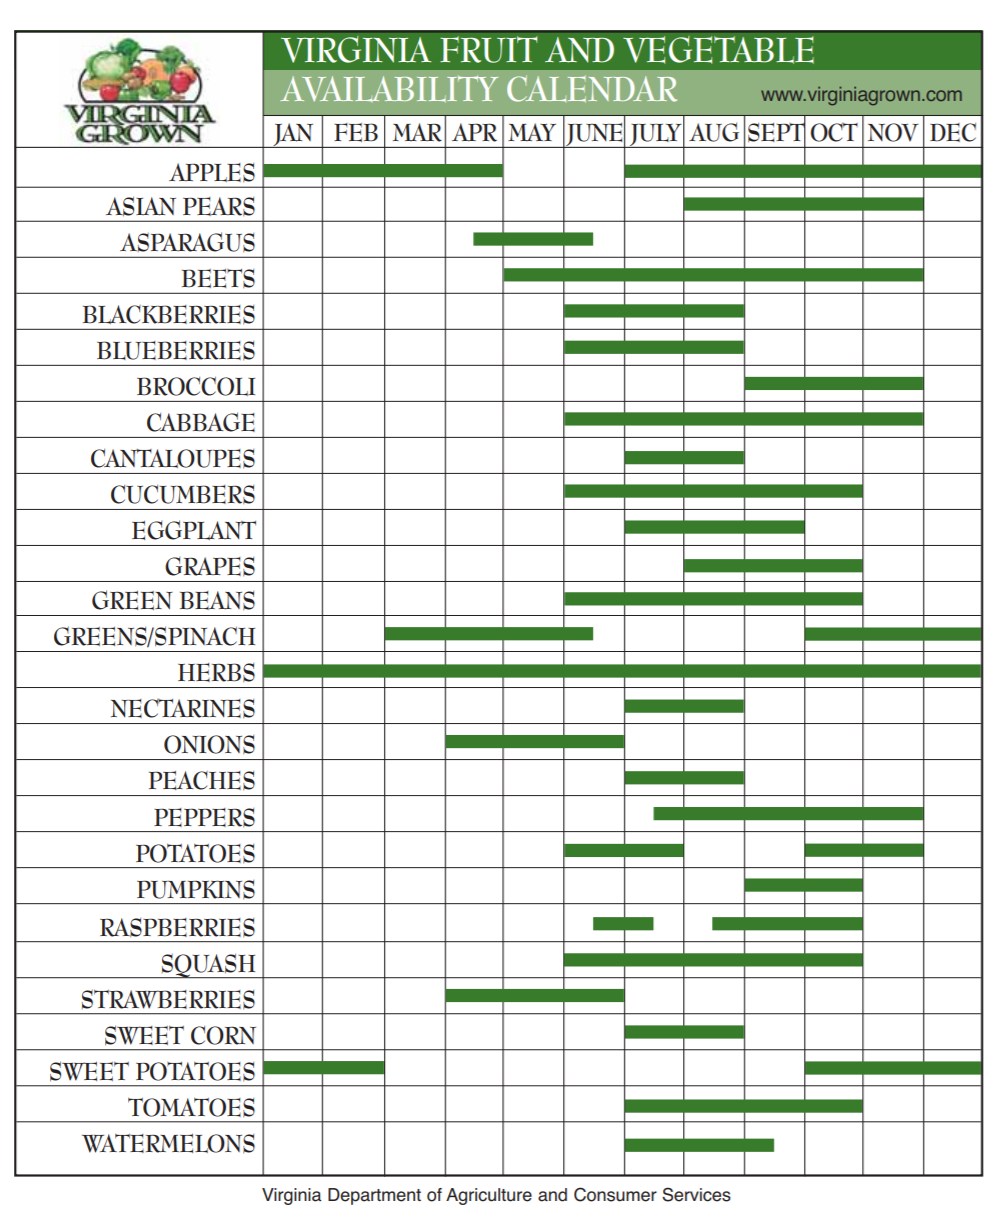 VIRGINIA
GROWN
VIRGINIA FRUIT AND VEGETABLE
AVAILABILITY CALENDAR www.virginiagrown.com
JAN FEB MAR APR MAY JUNE JULY AUG SEPT OCT NOV DEC
APPLES
ASIAN PEARS
ASPARAGUS
BEETS
BLACKBERRIES
BLUEBERRIES
BROCCOLI
CABBAGE
CANTALOUPES
CUCUMBERS
EGGPLANT
GRAPES
GREEN BEANS
GREENS/SPINACH
HERBS
NECTARINES
ONIONS
PEACHES
PEPPERS
POTATOES
PUMPKINS
RASPBERRIES
SQUASH
STRAWBERRIES
SWEET CORN
SWEET POTATOES
TOMATOES
WATERMELONS
Virginia Department of Agriculture and Consumer Services